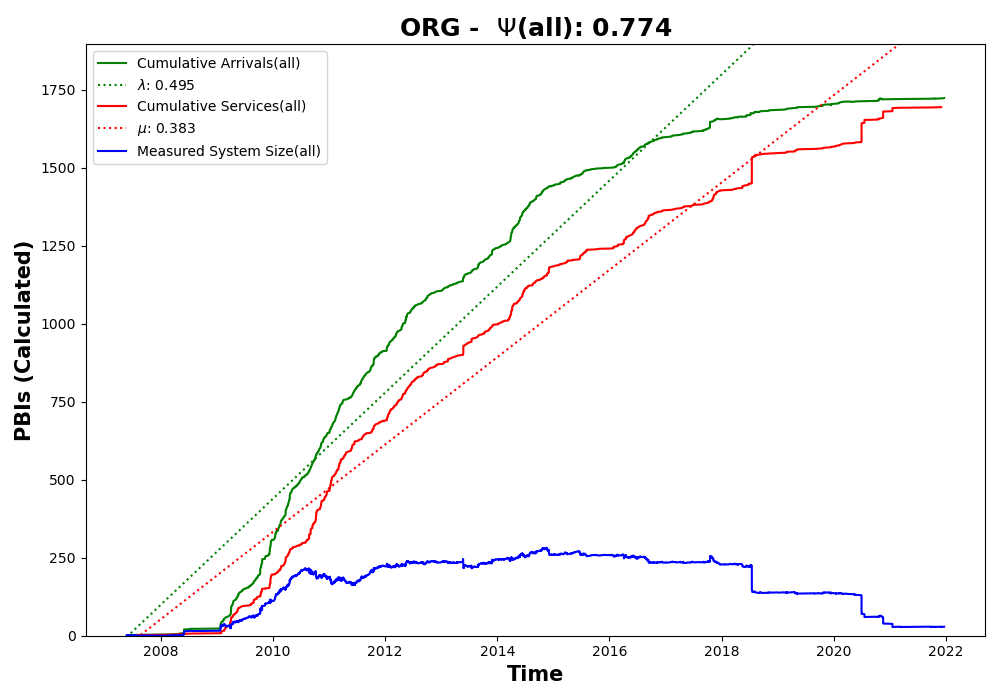 ORG -  Ψ(all): 0.774
Cumulative Arrivals(all)
λ: 0.495
Cumulative Services(all)
μ: 0.383
Measured System Size(all)
PBIs (Calculated)
1750
1500
1250
1000
750
500
250
0
2008 2010 2012 2014 2016 2018 2020 2022
Time